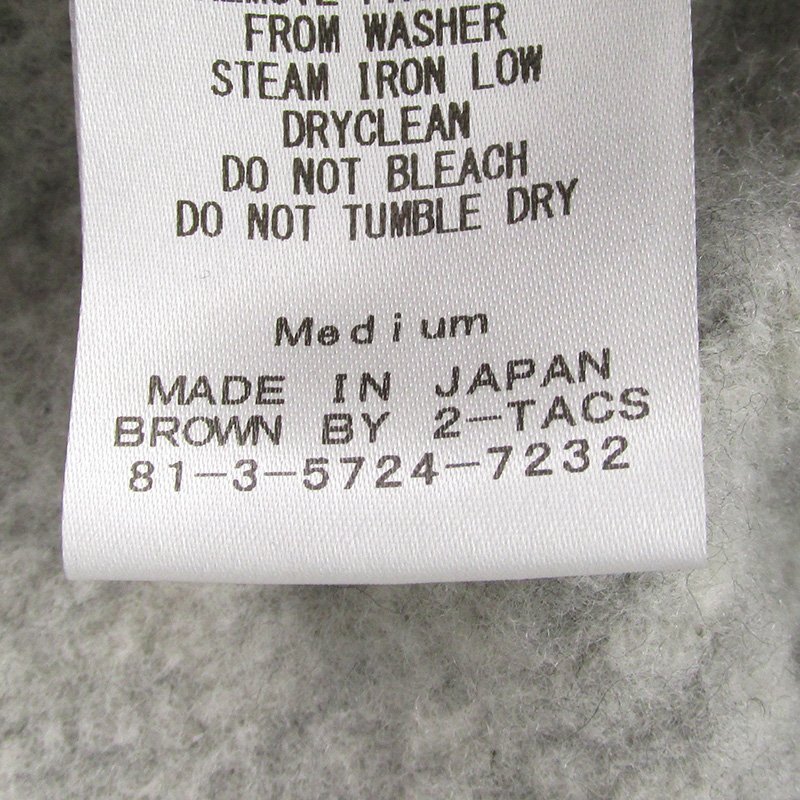 FROM WASHER
STEAM IRON LOW
DRYCLEAN
DO NOT BLEACH
DO NOT TUMBLE DRY
Medium
MADE IN JAPAN
BROWN BY 2-TACS
81-3-5724-7232